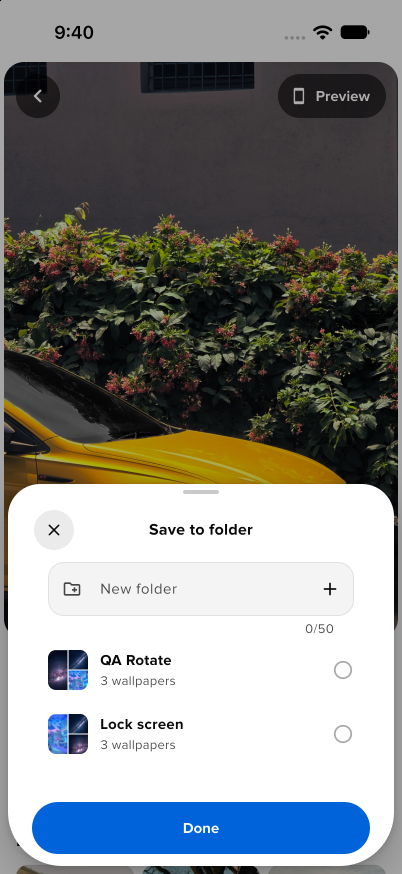 9:40
Preview
Save to folder
New folder
0/50
QA Rotate
3 wallpapers
Lock screen
3 wallpapers
Done